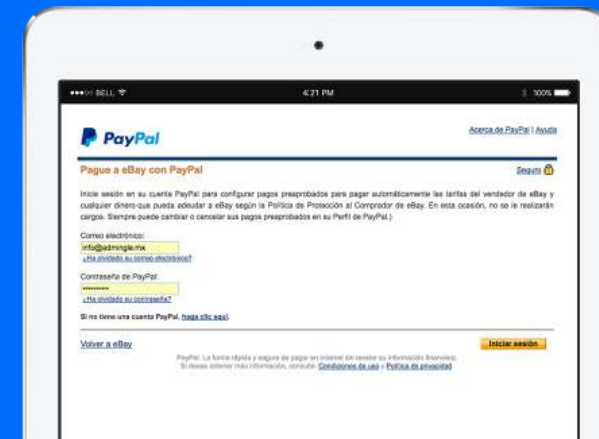 BELL 4:21 PM 100%
PayPal
Acerca de PayPal | Ayuda
Pague a eBay con PayPal
Seguro
Inicie sesión en su cuenta PayPal para configurar pagos preaprobados para pagar automáticamente las tarifas del vendedor de eBay y
cualquier dinero que pueda adeudar a eBay según la Política de Protección al Comprador de eBay. En esta ocasión, no se le realizarán
cargos. Siempre puede cambiar o cancelar sus pagos preaprobados en su Perfil de PayPal.)
Correo electrónico:
info@admingle.mx
¿Ha olvidado su correo electrónico?
Contraseña de PayPal:
¿Ha olvidado su contraseña?
Si no tiene una cuenta PayPal, haga clic aquí.
Volver a eBay
Iniciar sesión
PayPal. La forma rápida y segura de pagar en internet sin revelar su información financiera.
Si desea obtener más información, consulte: Condiciones de uso y Política de privacidad